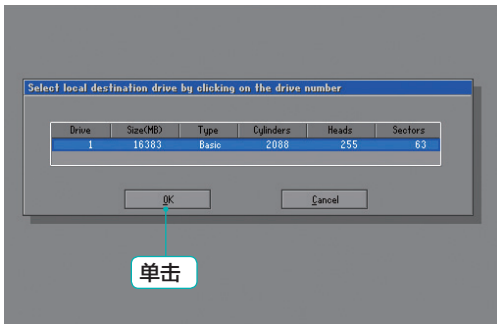 Select local destination drive by clicking on the drive number
Drive Size(MB) Type Cylinders Heads Sectors
1 16383 Basic 2088 255 63
OK Cancel
单击